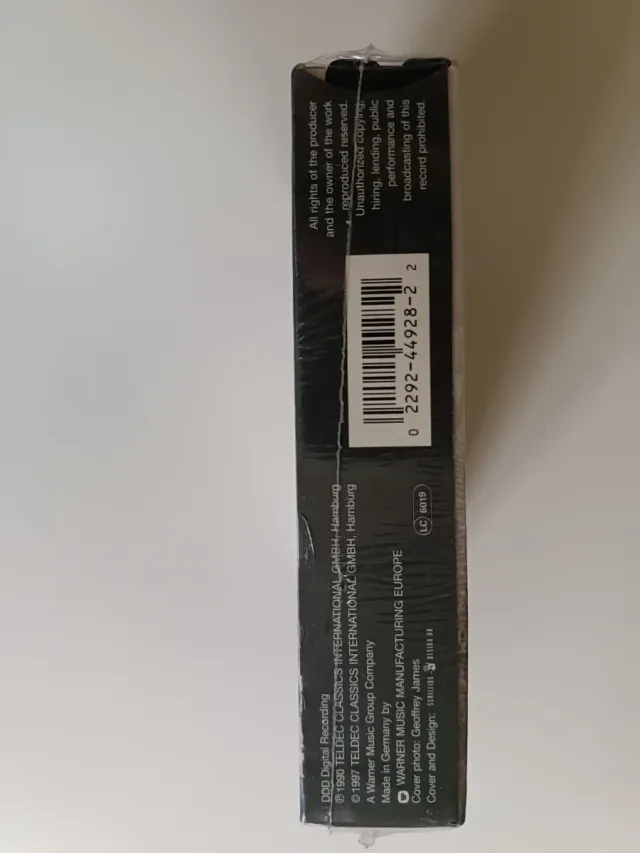 All rights of the producer
and the owner of the work
reproduced reserved.
Unauthorized copying,
hiring, lending, public
performance and
broadcasting of this
record prohibited.
0 2292-44928-2 2
DDD Digital Recording
℗ 1990 TELDEC CLASSICS INTERNATIONAL GMBH, Hamburg
© 1997 TELDEC CLASSICS INTERNATIONAL GMBH, Hamburg
A Warner Music Group Company
Made in Germany by
WARNER MUSIC MANUFACTURING EUROPE
Cover photo: Geoffrey James
Cover and Design:
LC 6019